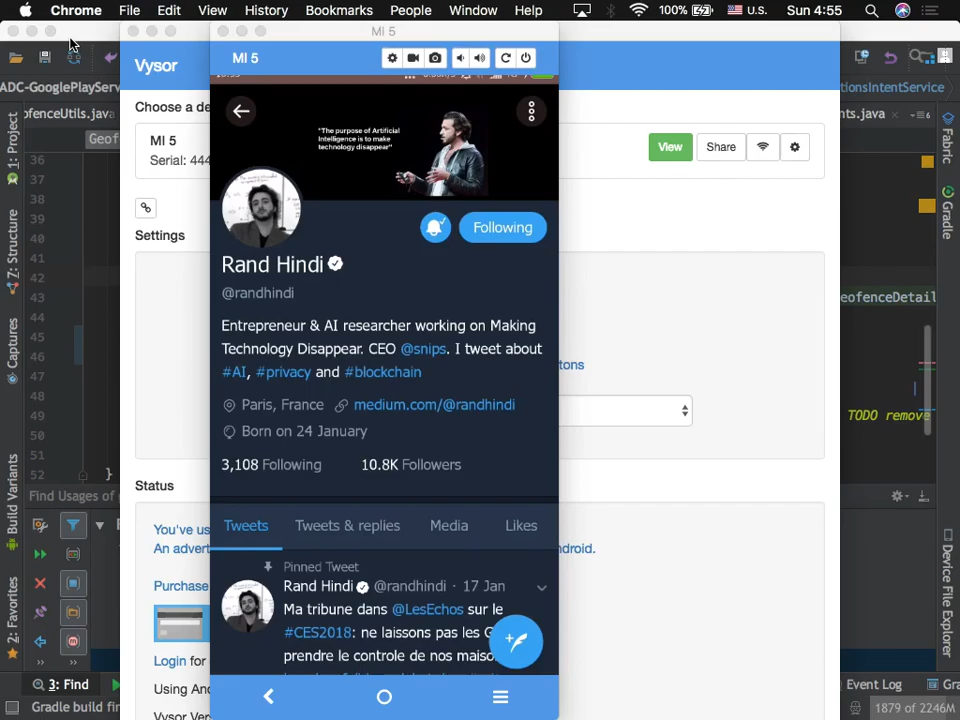 Chrome File Edit View History Bookmarks People Window Help 100% U.S. Sun 4:55
MI 5
Vysor
MI 5
ADC-GooglePlayServ
ionsIntentService
Choose a de
ofenceUtils.java
nts.java
Geofen
MI 5
Serial: 444
View
Share
Settings
"The purpose of Artificial
Intelligence is to make
technology disappear"
Following
Rand Hindi
@randhindi
Entrepreneur & AI researcher working on Making
Technology Disappear. CEO @snips. I tweet about
#AI, #privacy and #blockchain
Paris, France medium.com/@randhindi
Born on 24 January
3,108 Following 10.8K Followers
Tweets Tweets & replies Media Likes
Pinned Tweet
Rand Hindi @randhindi · 17 Jan
Ma tribune dans @LesEchos sur le
#CES2018: ne laissons pas les G
prendre le controle de nos maiso
eofenceDetail
tons
TODO remove
Status
You've us
An advert
ndroid.
Purchase
Login for
Using And
Vysor Vers
1: Project
7: Structure
Captures
Build Variants
2: Favorites
36
37
38
39
40
41
42
43
44
45
46
47
48
49
50
51
52
}
Find Usages of
3: Find
Gradle build fin
Fabric
Gradle
Device File Explorer
Event Log
Gra
1879 of 2246M